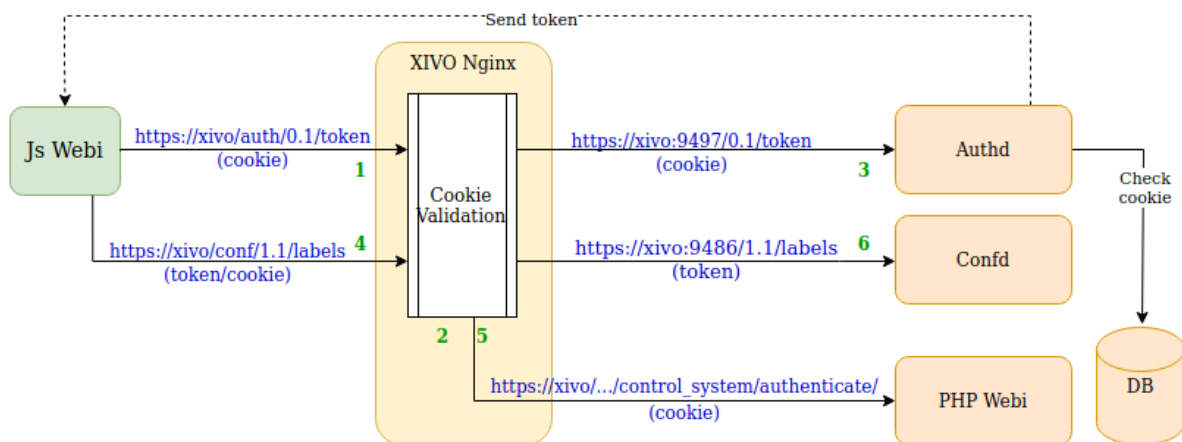 Send token
XIVO Nginx
Js Webi
https://xivo/auth/0.1/token
(cookie)
1
Cookie
Validation
https://xivo:9497/0.1/token
(cookie)
3
Authd
Check
cookie
https://xivo/conf/1.1/labels
(token/cookie)
4
https://xivo:9486/1.1/labels
(token)
6
Confd
2
5
https://xivo/.../control_system/authenticate/
(cookie)
PHP Webi
DB